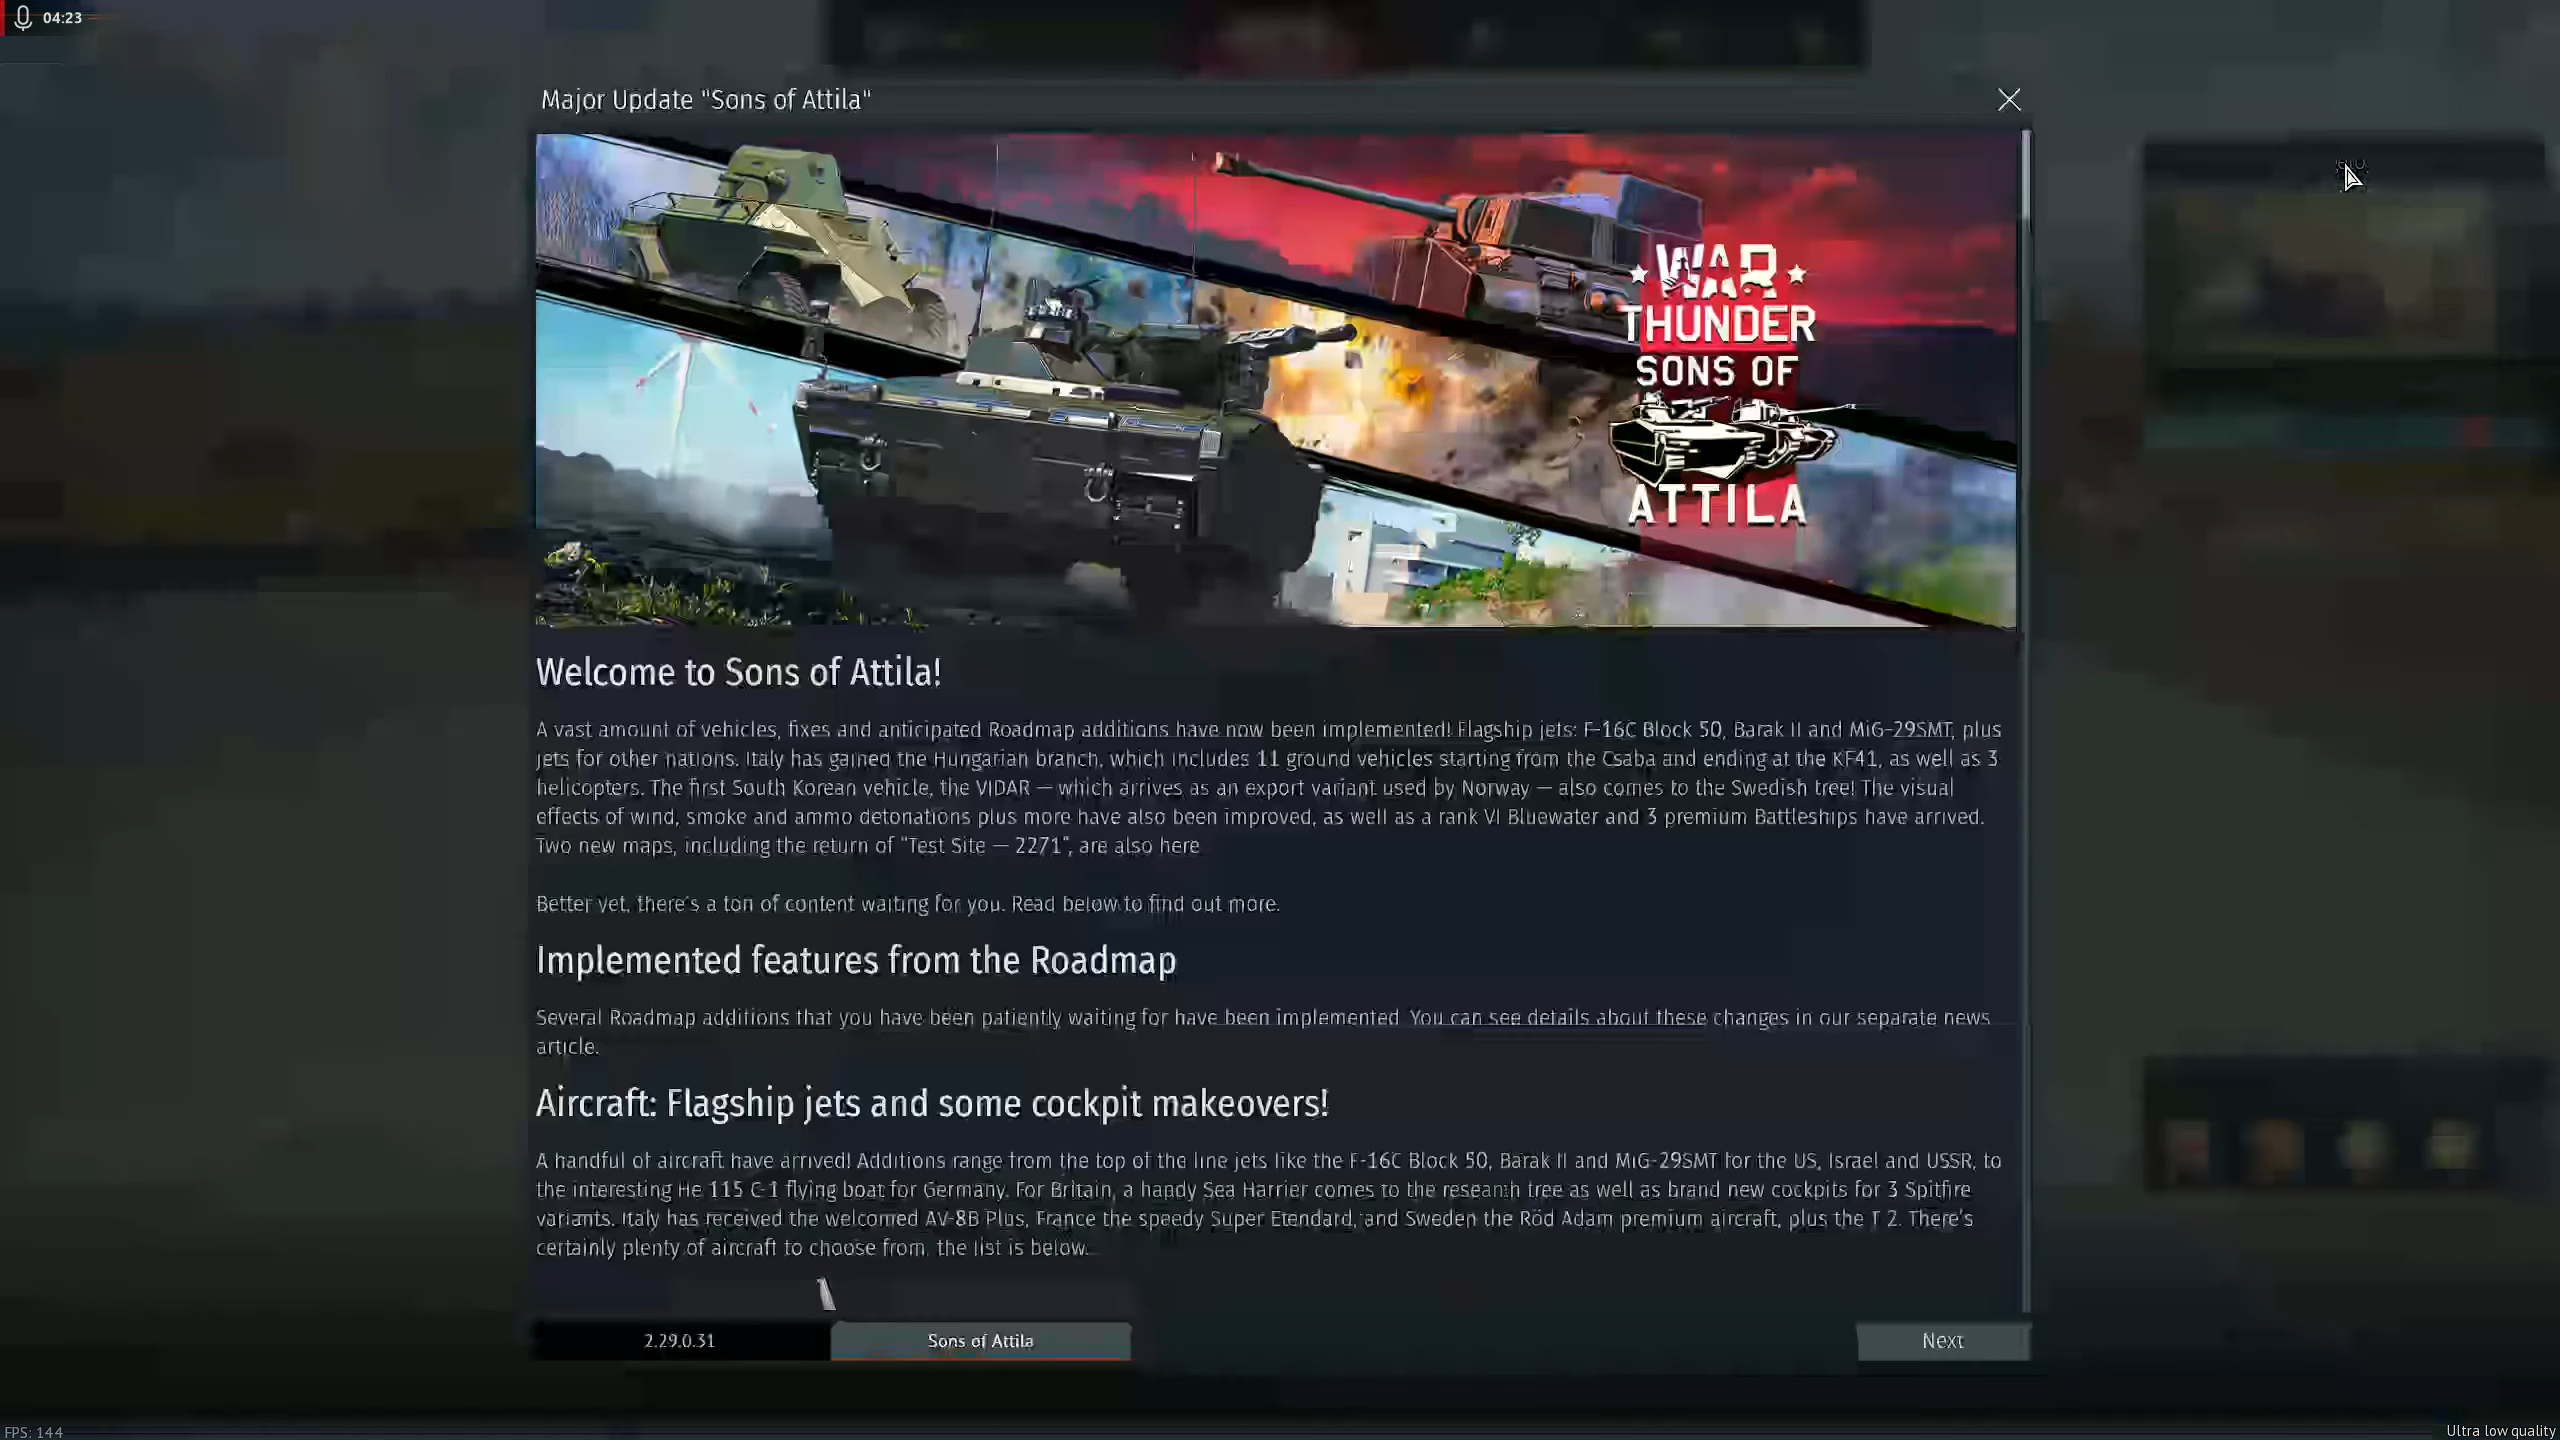 04:23
Major Update "Sons of Attila"
WAR
THUNDER
SONS OF
ATTILA
Welcome to Sons of Attila!
A vast amount of vehicles, fixes and anticipated Roadmap additions have now been implemented! Flagship jets: F-16C Block 50, Barak II and MiG-29SMT, plus
jets for other nations. Italy has gained the Hungarian branch, which includes 11 ground vehicles starting from the Csaba and ending at the KF41, as well as 3
helicopters. The first South Korean vehicle, the VIDAR — which arrives as an export variant used by Norway — also comes to the Swedish tree! The visual
effects of wind, smoke and ammo detonations plus more have also been improved, as well as a rank VI Bluewater and 3 premium Battleships have arrived.
Two new maps, including the return of "Test Site — 2271", are also here
Better yet, there's a ton of content waiting for you. Read below to find out more.
Implemented features from the Roadmap
Several Roadmap additions that you have been patiently waiting for have been implemented. You can see details about these changes in our separate news
article.
Aircraft: Flagship jets and some cockpit makeovers!
A handful of aircraft have arrived! Additions range from the top of the line jets like the F-16C Block 50, Barak II and MiG-29SMT for the US, Israel and USSR, to
the interesting He 115 C-1 flying boat for Germany. For Britain, a handy Sea Harrier comes to the research tree as well as brand new cockpits for 3 Spitfire
variants. Italy has received the welcomed AV-8B Plus, France the speedy Super Etendard, and Sweden the Röd Adam premium aircraft, plus the T 2. There's
certainly plenty of aircraft to choose from, the list is below.
2.29.0.31
Sons of Attila
Next
FPS: 144
Ultra low quality